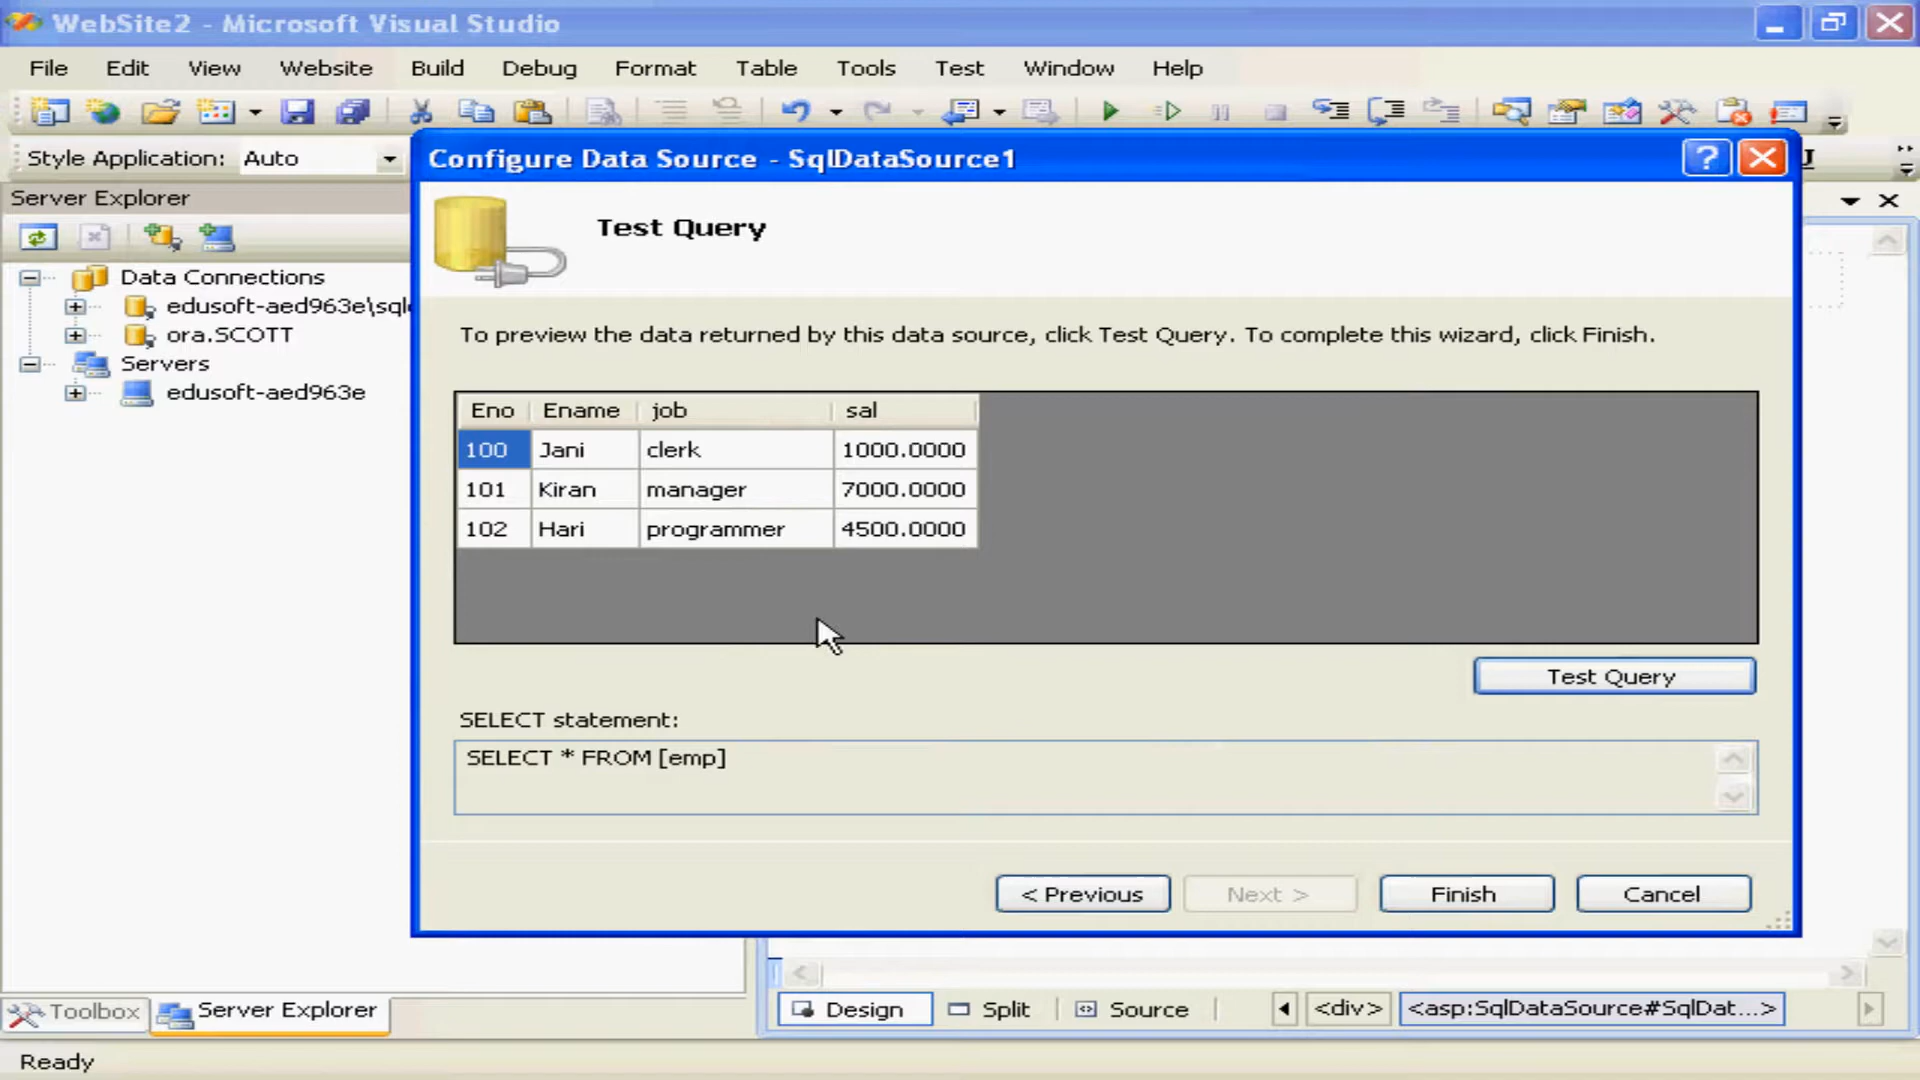 WebSite2 - Microsoft Visual Studio
File Edit View Website Build Debug Format Table Tools Test Window Help
Style Application: Auto
Server Explorer
Data Connections
edusoft-aed963e\sql
ora.SCOTT
Servers
edusoft-aed963e
Configure Data Source - SqlDataSource1
Test Query
To preview the data returned by this data source, click Test Query. To complete this wizard, click Finish.
Eno Ename job sal
100 Jani clerk 1000.0000
101 Kiran manager 7000.0000
102 Hari programmer 4500.0000
Test Query
SELECT statement:
SELECT * FROM [emp]
< Previous Next > Finish Cancel
Toolbox Server Explorer
Design Split Source <div> <asp:SqlDataSource#SqlDat...>
Ready